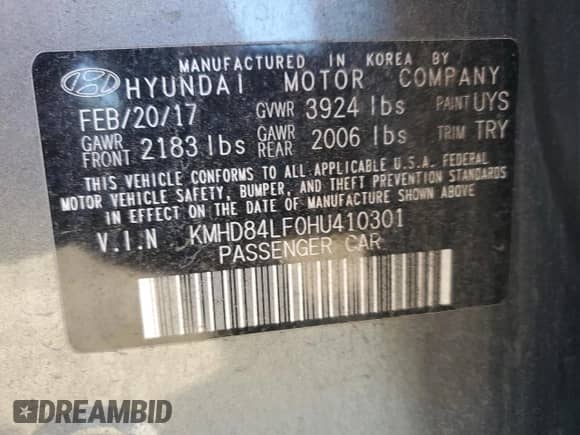 MANUFACTURED IN KOREA BY
HYUNDAI MOTOR COMPANY
FEB/20/17 GVWR 3924 lbs PAINT UYS
GAWR FRONT 2183 lbs GAWR REAR 2006 lbs TRIM TRY
THIS VEHICLE CONFORMS TO ALL APPLICABLE U.S.A. FEDERAL
MOTOR VEHICLE SAFETY, BUMPER, AND THEFT PREVENTION STANDARDS
IN EFFECT ON THE DATE OF MANUFACTURE SHOWN ABOVE
V.I.N KMHD84LF0HU410301
PASSENGER CAR
DREAMBID